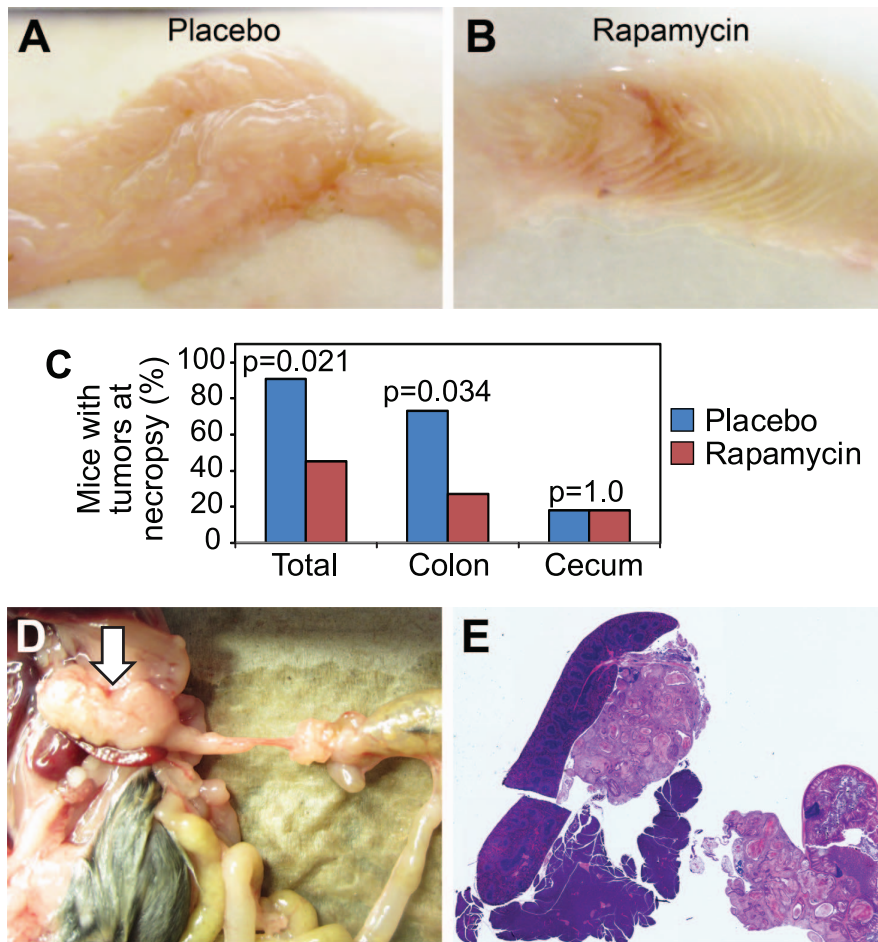 A
Placebo
B
Rapamycin
C
Mice with
tumors at
necropsy (%)
100
80
60
40
20
0
p=0.021
p=0.034
p=1.0
Total
Colon
Cecum
Placebo
Rapamycin
D
E